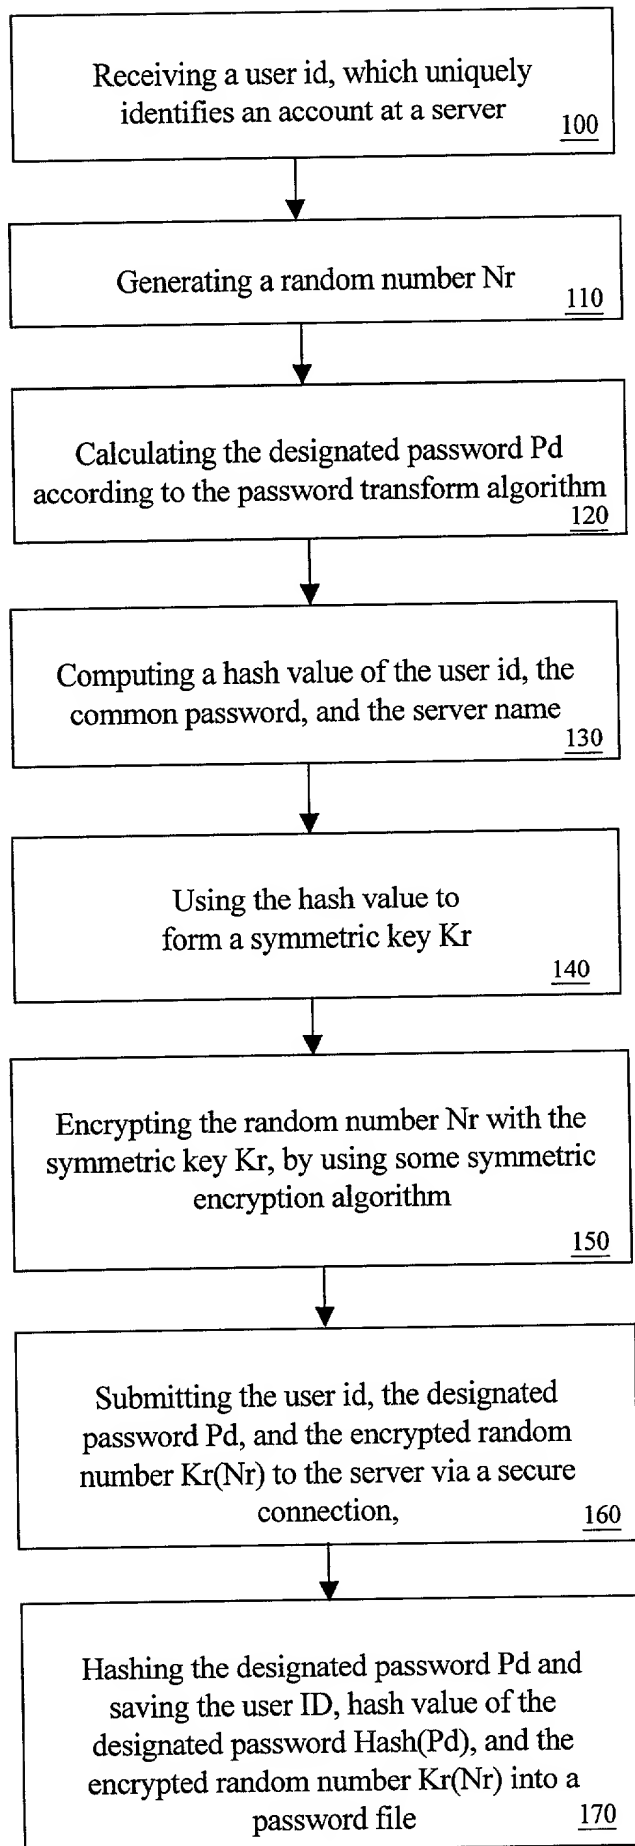 Receiving a user id, which uniquely
identifies an account at a server
100
Generating a random number Nr
110
Calculating the designated password Pd
according to the password transform algorithm
120
Computing a hash value of the user id, the
common password, and the server name
130
Using the hash value to
form a symmetric key Kr
140
Encrypting the random number Nr with the
symmetric key Kr, by using some symmetric
encryption algorithm
150
Submitting the user id, the designated
password Pd, and the encrypted random
number Kr(Nr) to the server via a secure
connection,
160
Hashing the designated password Pd and
saving the user ID, hash value of the
designated password Hash(Pd), and the
encrypted random number Kr(Nr) into a
password file
170